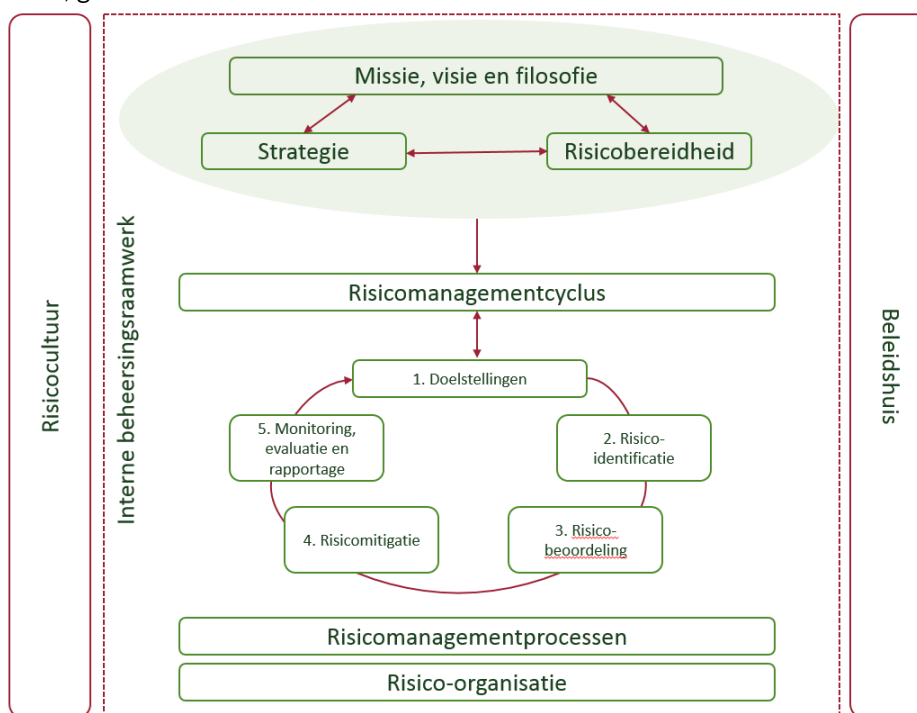 Missie, visie en filosofie
Strategie
Risicobereidheid
Risicocultuur
Interne beheersingsraamwerk
Beleidshuis
Risicomanagementcyclus
1. Doelstellingen
2. Risico-
identificatie
3. Risico-
beoordeling
4. Risicomitigatie
5. Monitoring,
evaluatie en
rapportage
Risicomanagementprocessen
Risico-organisatie